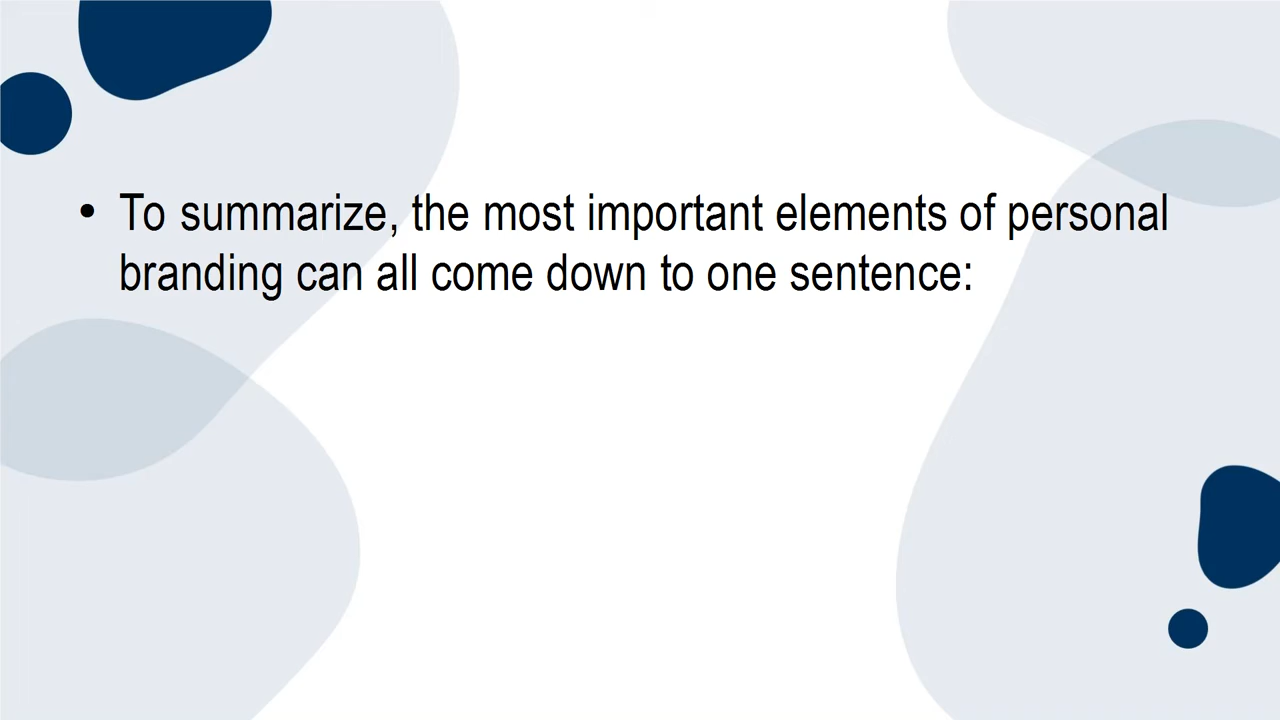 • To summarize, the most important elements of personal
branding can all come down to one sentence: